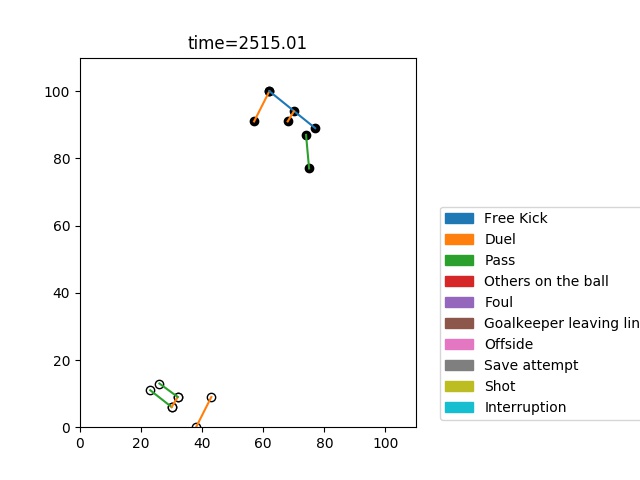 time=2515.01
100
80
60
40
20
0
0 20 40 60 80 100
Free Kick
Duel
Pass
Others on the ball
Foul
Goalkeeper leaving lin
Offside
Save attempt
Shot
Interruption